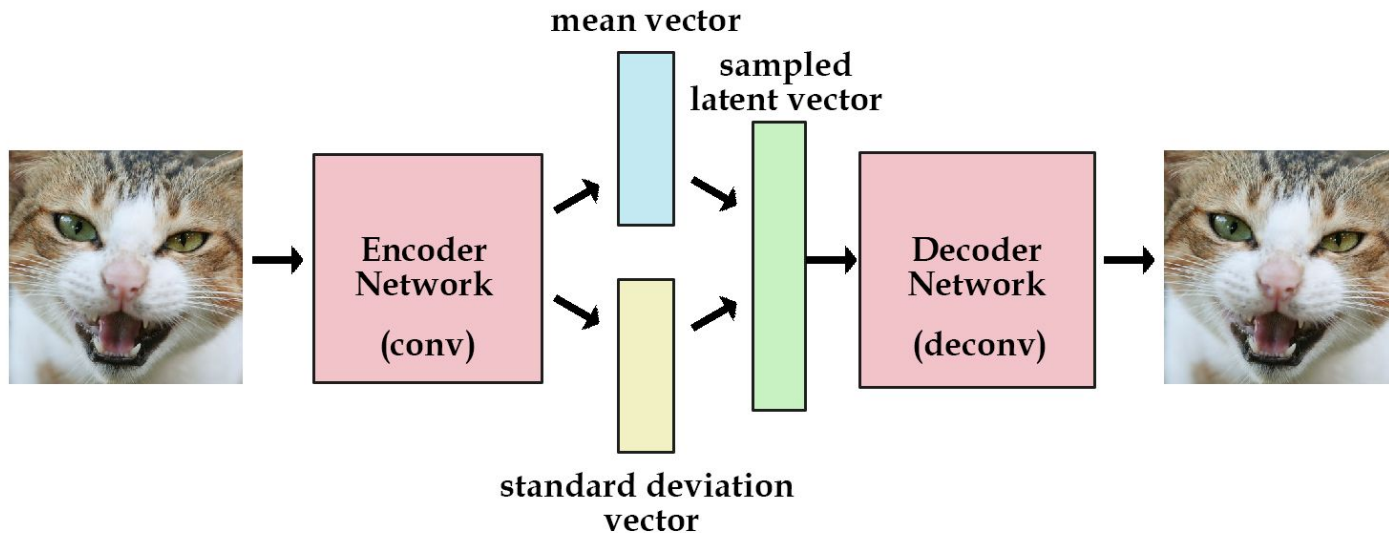 mean vector
sampled
latent vector
Encoder
Network
(conv)
Decoder
Network
(deconv)
standard deviation
vector